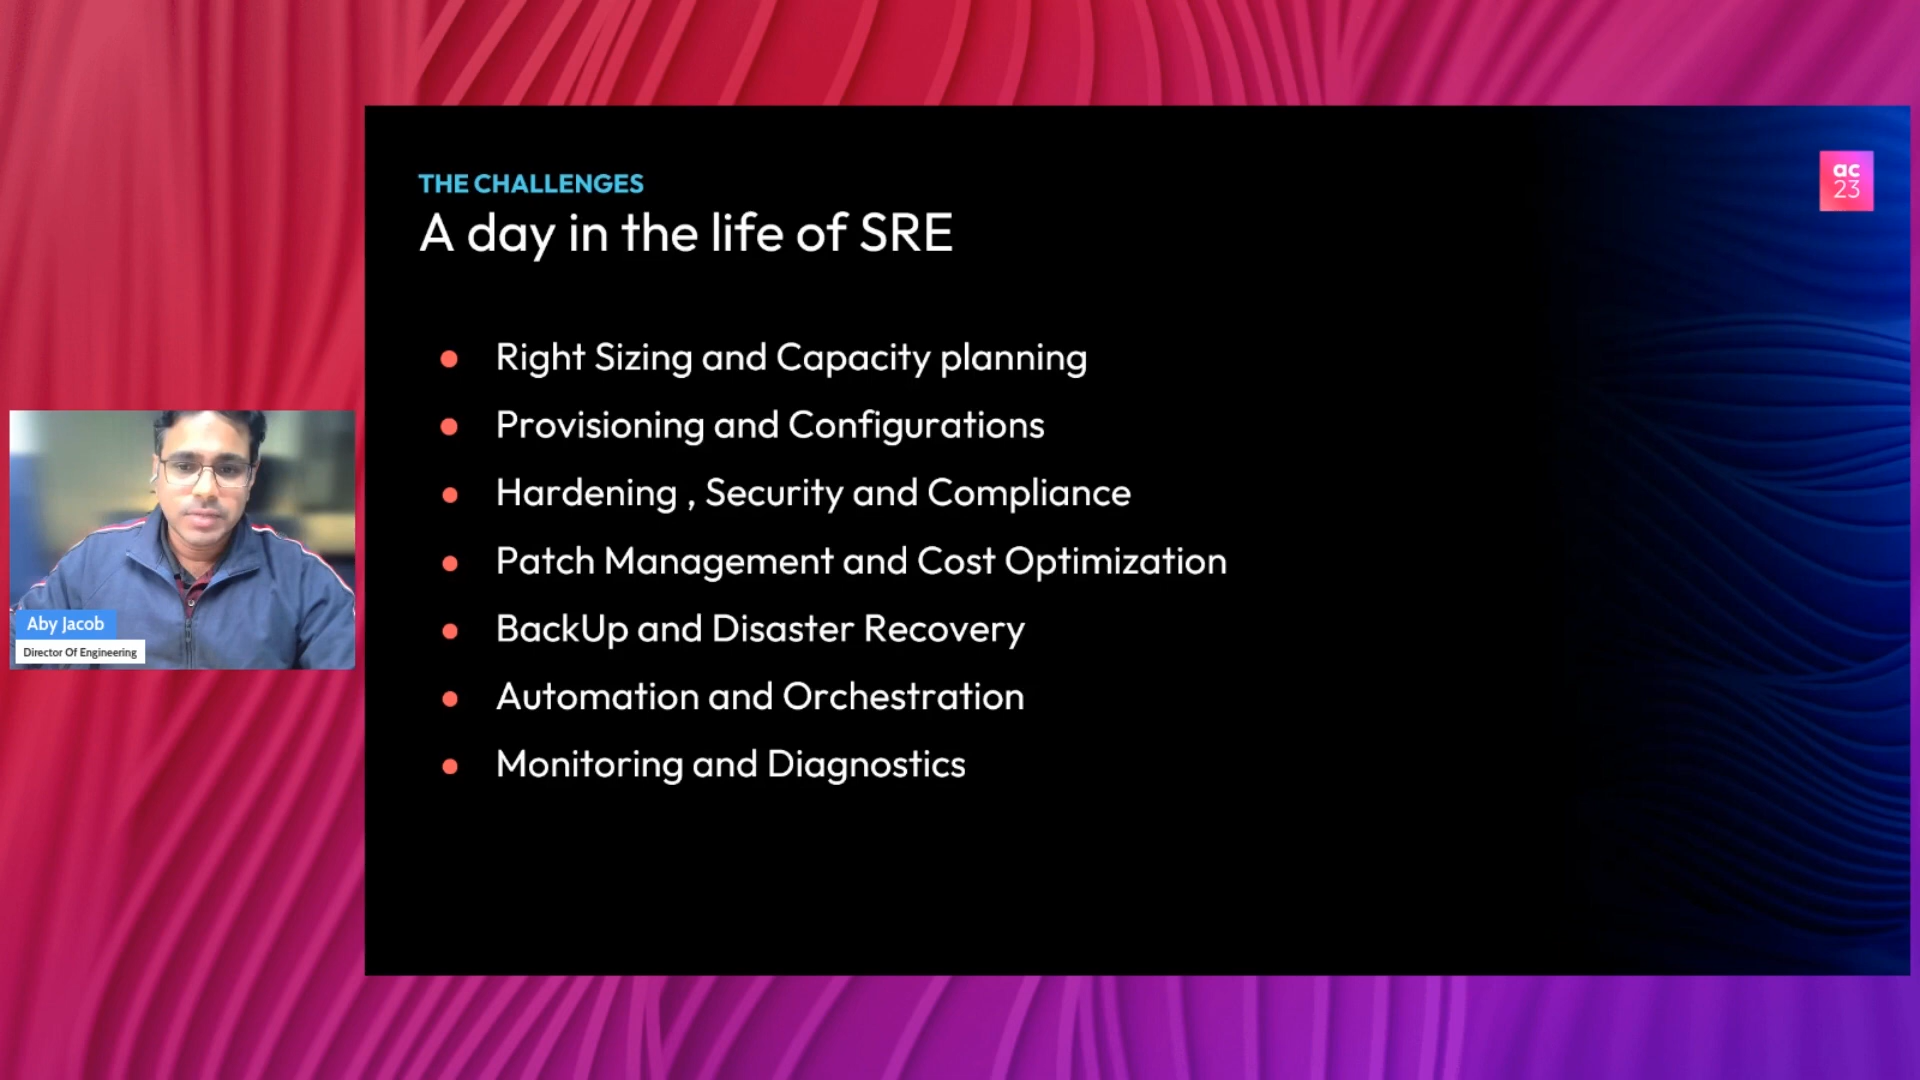 THE CHALLENGES
A day in the life of SRE
ac
23
Right Sizing and Capacity planning
Provisioning and Configurations
Hardening , Security and Compliance
Patch Management and Cost Optimization
BackUp and Disaster Recovery
Automation and Orchestration
Monitoring and Diagnostics
Aby Jacob
Director Of Engineering